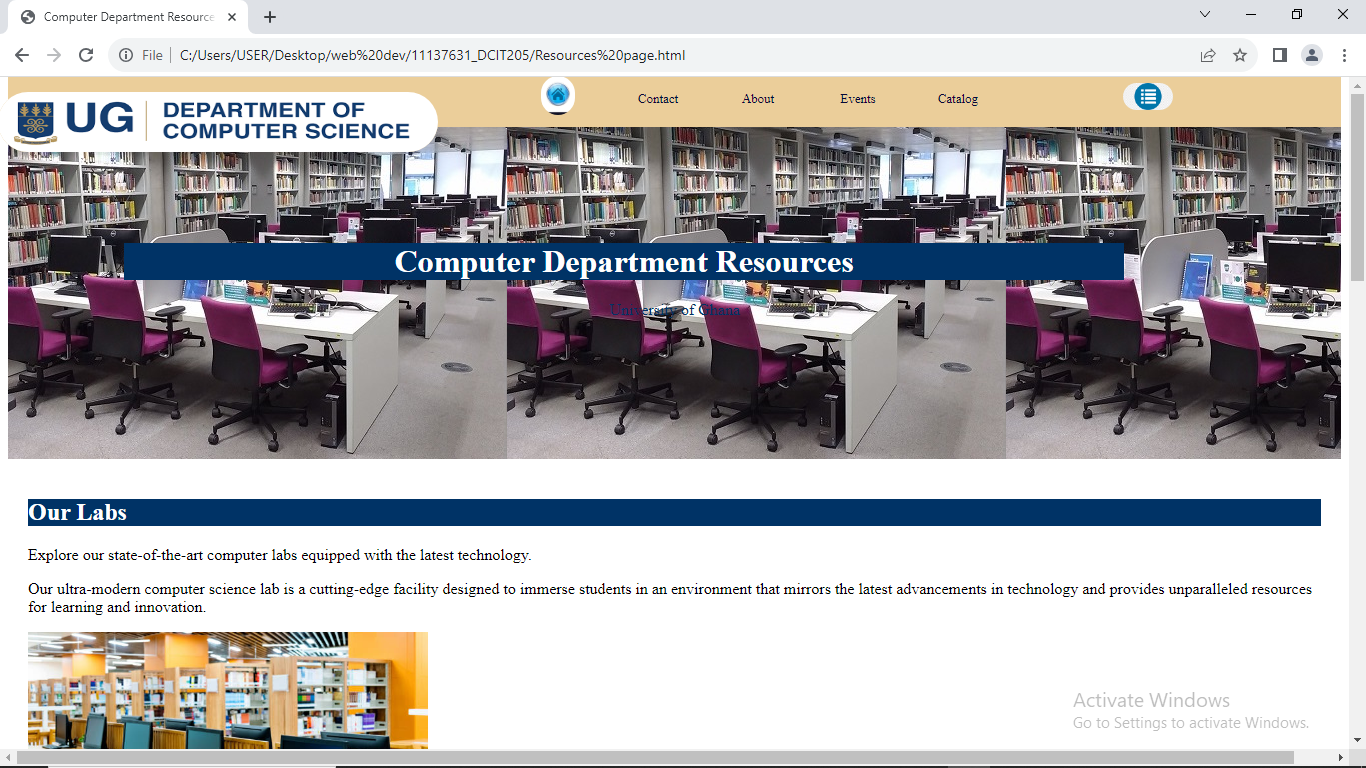 Computer Department Resource
File
C:/Users/USER/Desktop/web%20dev/11137631_DCIT205/Resources%20page.html
UG DEPARTMENT OF
COMPUTER SCIENCE
Contact About Events Catalog
Computer Department Resources
University of Ghana
Our Labs
Explore our state-of-the-art computer labs equipped with the latest technology.
Our ultra-modern computer science lab is a cutting-edge facility designed to immerse students in an environment that mirrors the latest advancements in technology and provides unparalleled resources
for learning and innovation.
Activate Windows
Go to Settings to activate Windows.